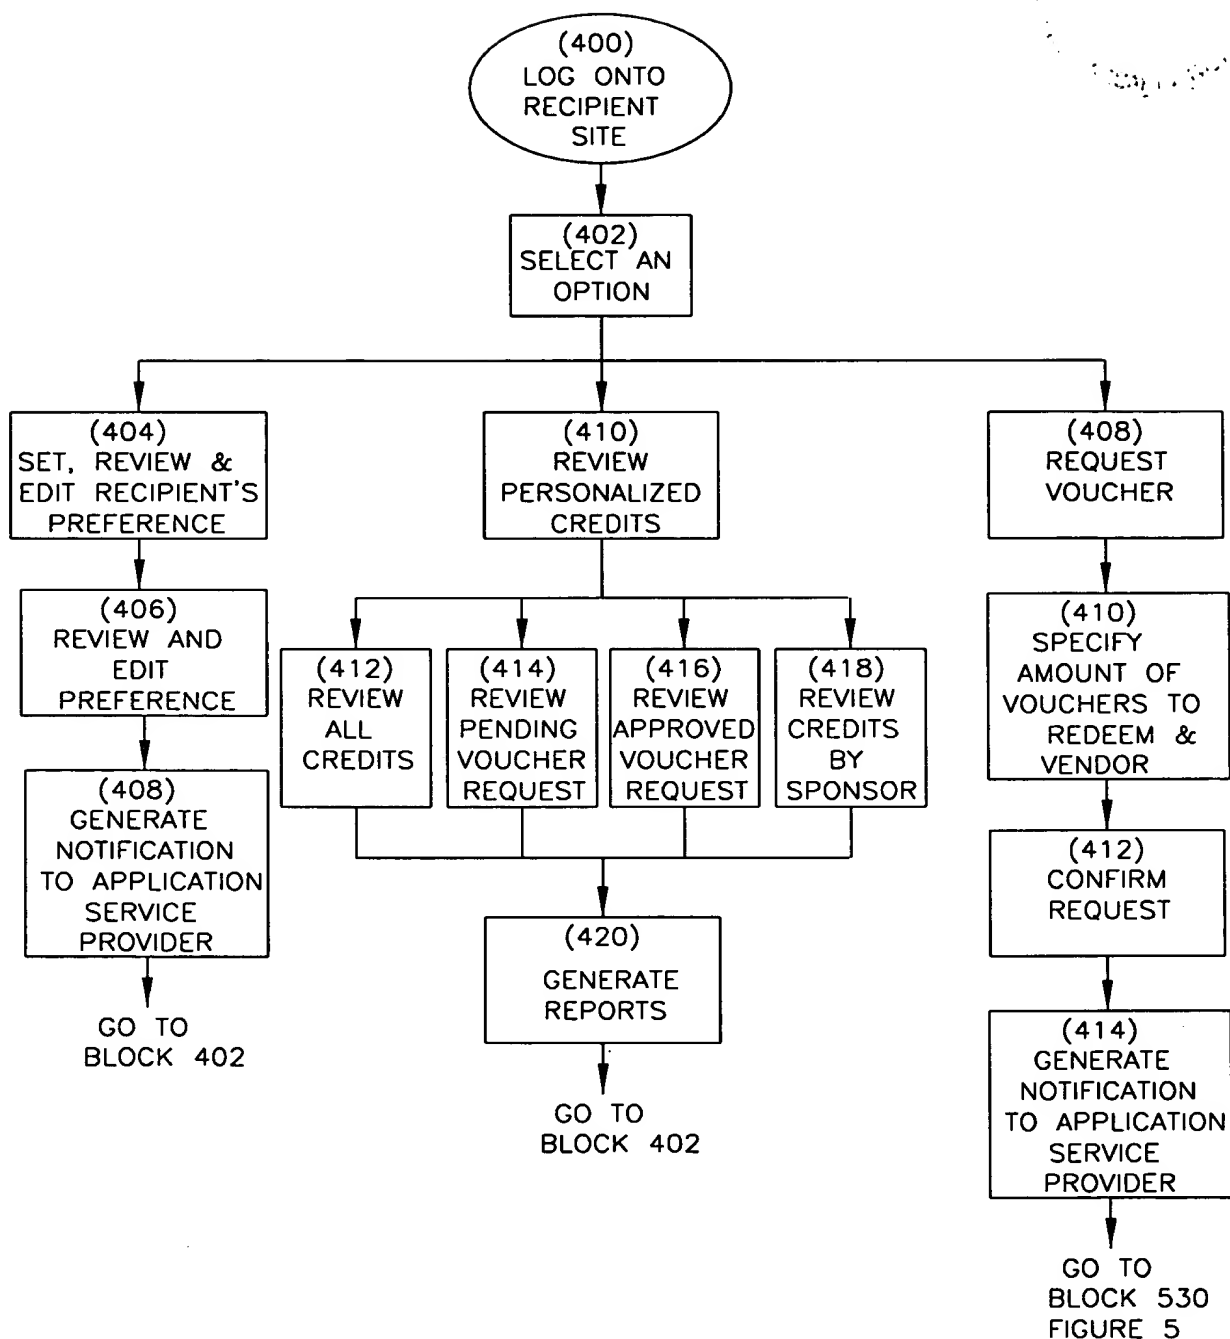 (400)
LOG ONTO
RECIPIENT
SITE
(402)
SELECT AN
OPTION
(404)
SET, REVIEW &
EDIT RECIPIENT'S
PREFERENCE
(406)
REVIEW AND
EDIT
PREFERENCE
(408)
GENERATE
NOTIFICATION
TO APPLICATION
SERVICE
PROVIDER
GO TO
BLOCK 402
(410)
REVIEW
PERSONALIZED
CREDITS
(412)
REVIEW
ALL
CREDITS
(414)
REVIEW
PENDING
VOUCHER
REQUEST
(416)
REVIEW
APPROVED
VOUCHER
REQUEST
(418)
REVIEW
CREDITS
BY
SPONSOR
(420)
GENERATE
REPORTS
GO TO
BLOCK 402
(408)
REQUEST
VOUCHER
(410)
SPECIFY
AMOUNT OF
VOUCHERS TO
REDEEM &
VENDOR
(412)
CONFIRM
REQUEST
(414)
GENERATE
NOTIFICATION
TO APPLICATION
SERVICE
PROVIDER
GO TO
BLOCK 530
FIGURE 5